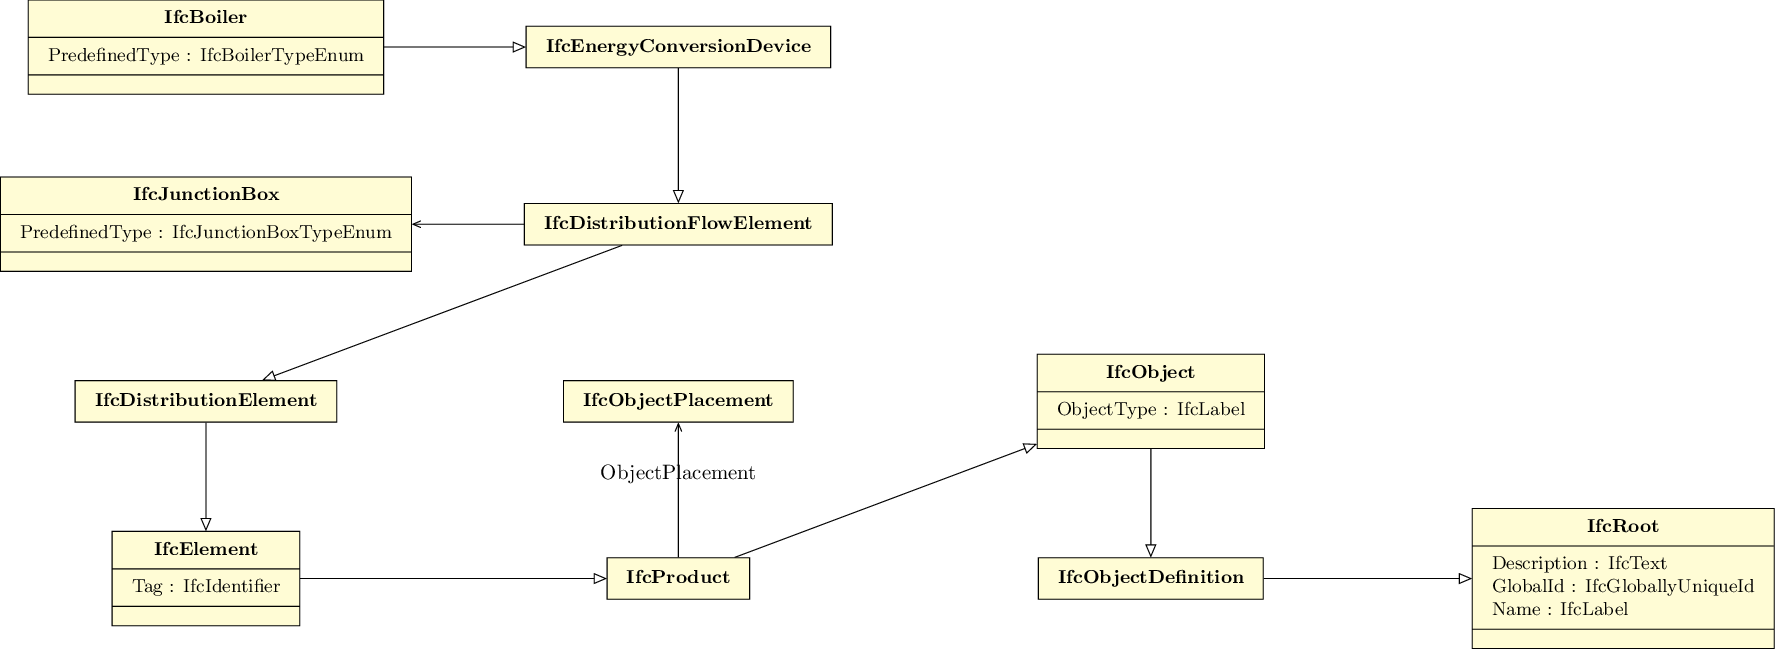 IfcBoiler
PredefinedType : IfcBoilerTypeEnum
IfcEnergyConversionDevice
IfcJunctionBox
PredefinedType : IfcJunctionBoxTypeEnum
IfcDistributionFlowElement
IfcDistributionElement
IfcObjectPlacement
IfcObject
ObjectType : IfcLabel
ObjectPlacement
IfcElement
Tag : IfcIdentifier
IfcProduct
IfcObjectDefinition
IfcRoot
Description : IfcText
GlobalId : IfcGloballyUniqueId
Name : IfcLabel